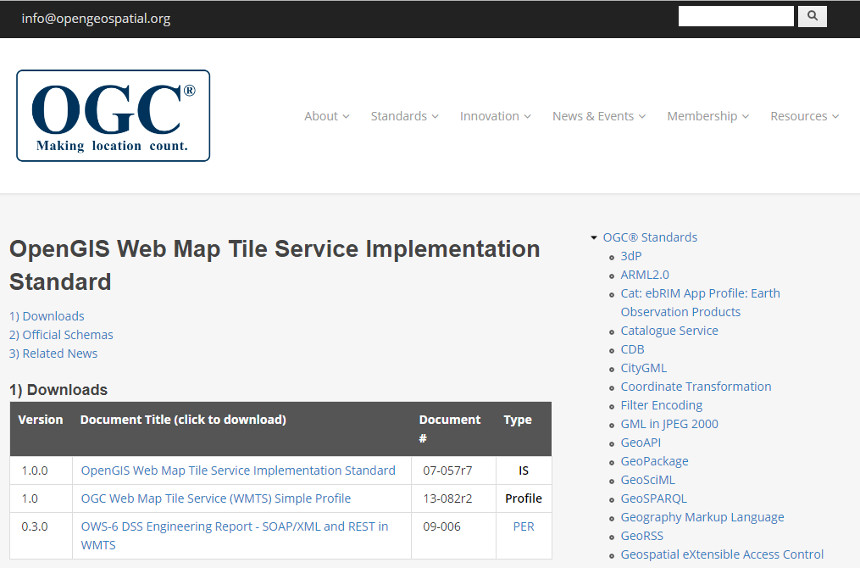 info@opengeospatial.org
OGC®
Making location count.
About
Standards
Innovation
News & Events
Membership
Resources
OpenGIS Web Map Tile Service Implementation
Standard
1) Downloads
2) Official Schemas
3) Related News
1) Downloads
Version Document Title (click to download) Document # Type
1.0.0 OpenGIS Web Map Tile Service Implementation Standard 07-057r7 IS
1.0 OGC Web Map Tile Service (WMTS) Simple Profile 13-082r2 Profile
0.3.0 OWS-6 DSS Engineering Report - SOAP/XML and REST in 09-006 PER
WMTS
OGC® Standards
3dP
ARML2.0
Cat: ebRIM App Profile: Earth
Observation Products
Catalogue Service
CDB
CityGML
Coordinate Transformation
Filter Encoding
GML in JPEG 2000
GeoAPI
GeoPackage
GeoSciML
GeoSPARQL
Geography Markup Language
GeoRSS
Geospatial eXtensible Access Control